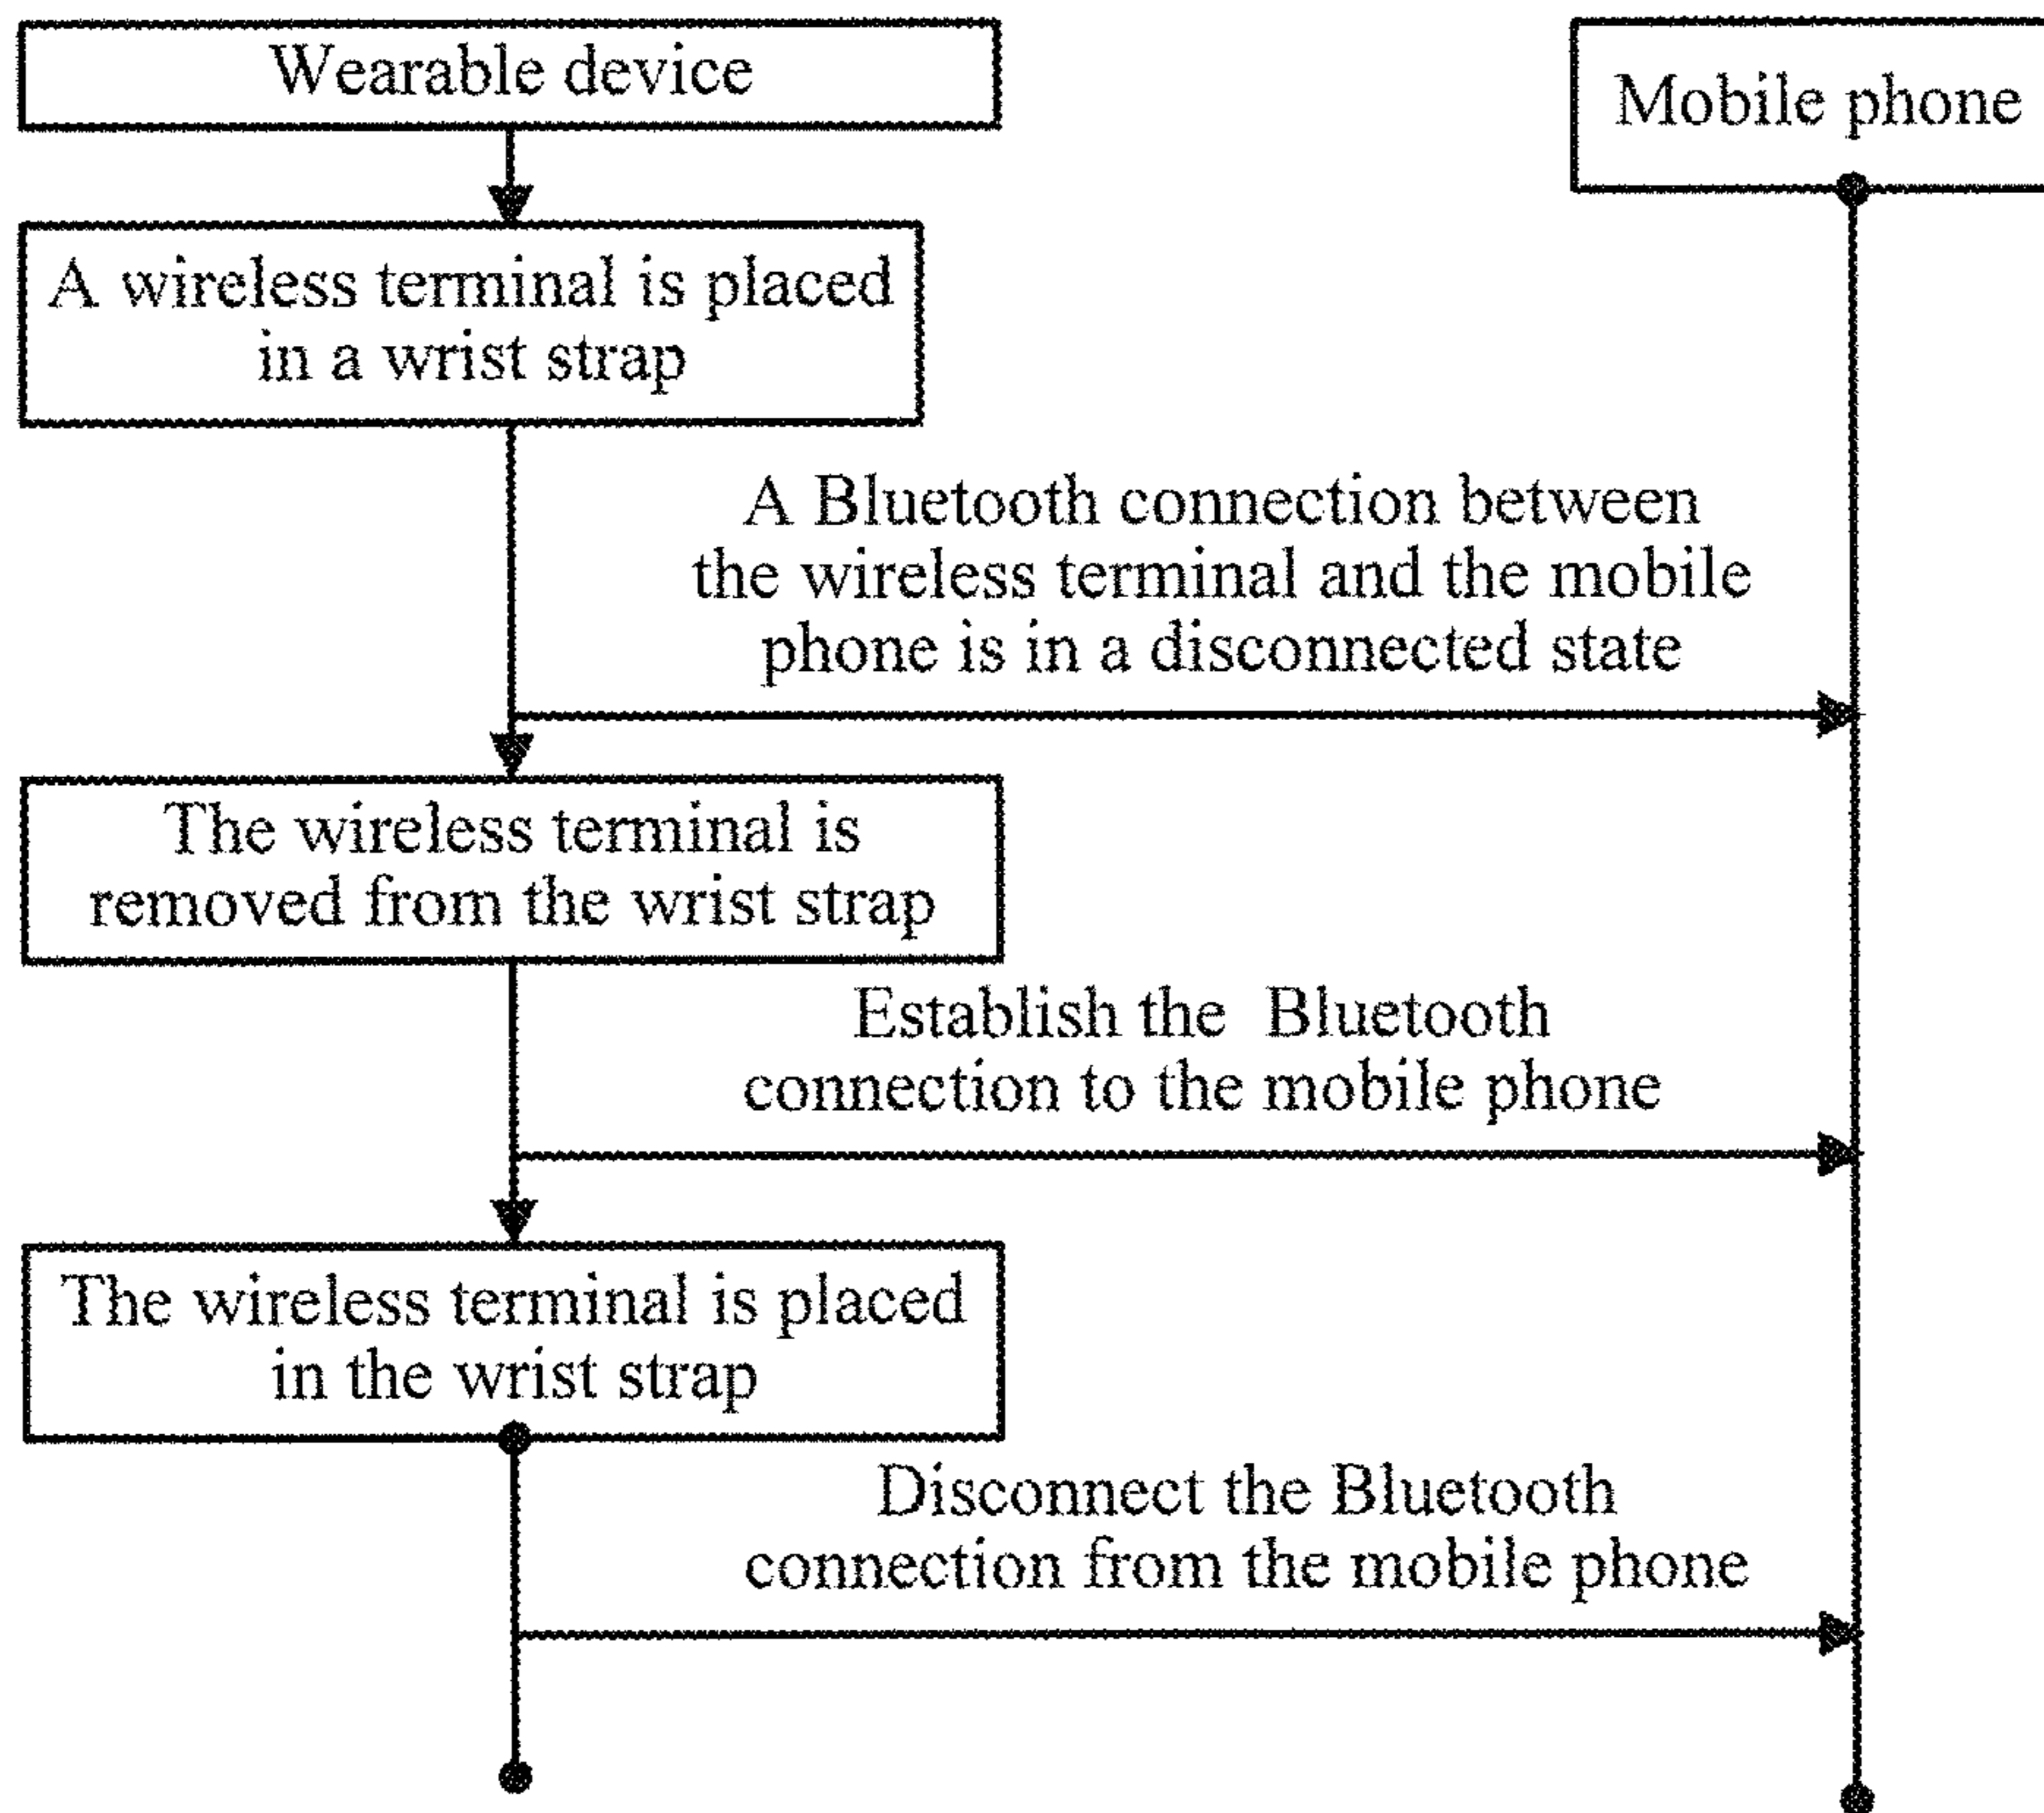 Wearable device
Mobile phone
A wireless terminal is placed
in a wrist strap
A Bluetooth connection between
the wireless terminal and the mobile
phone is in a disconnected state
The wireless terminal is
removed from the wrist strap
Establish the Bluetooth
connection to the mobile phone
The wireless terminal is placed
in the wrist strap
Disconnect the Bluetooth
connection from the mobile phone